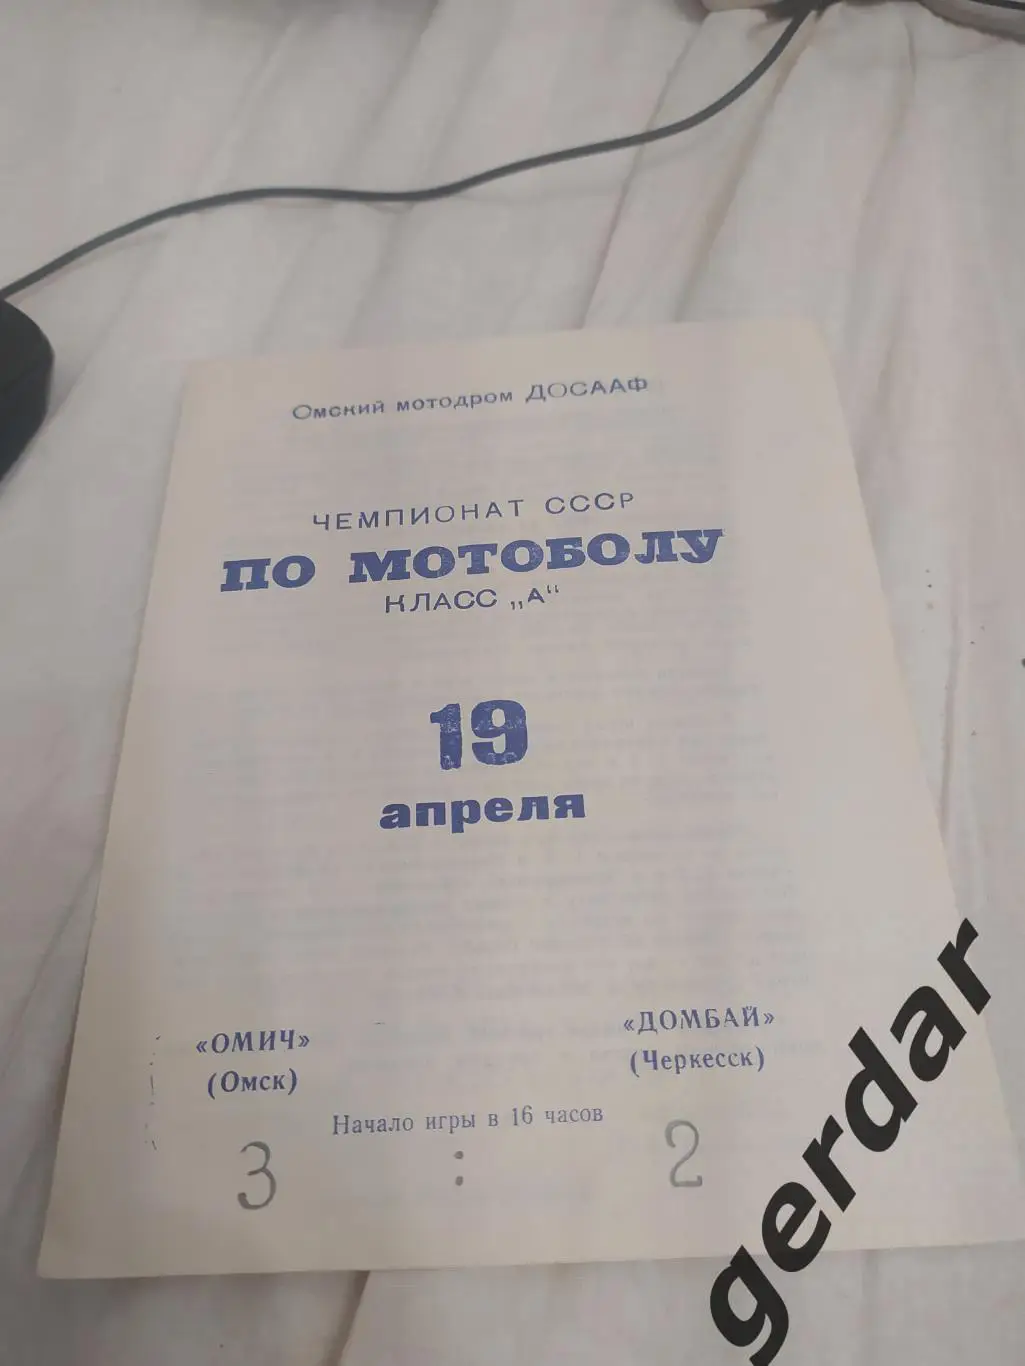 Омский мотодром ДОСААФ
ЧЕМПИОНАТ СССР
ПО МОТОБОЛУ
КЛАСС „А“
19
апреля
«ОМИЧ»
(Омск)
«ДОМБАЙ»
(Черкесск)
Начало игры в 16 часов
3 : 2
gerdar